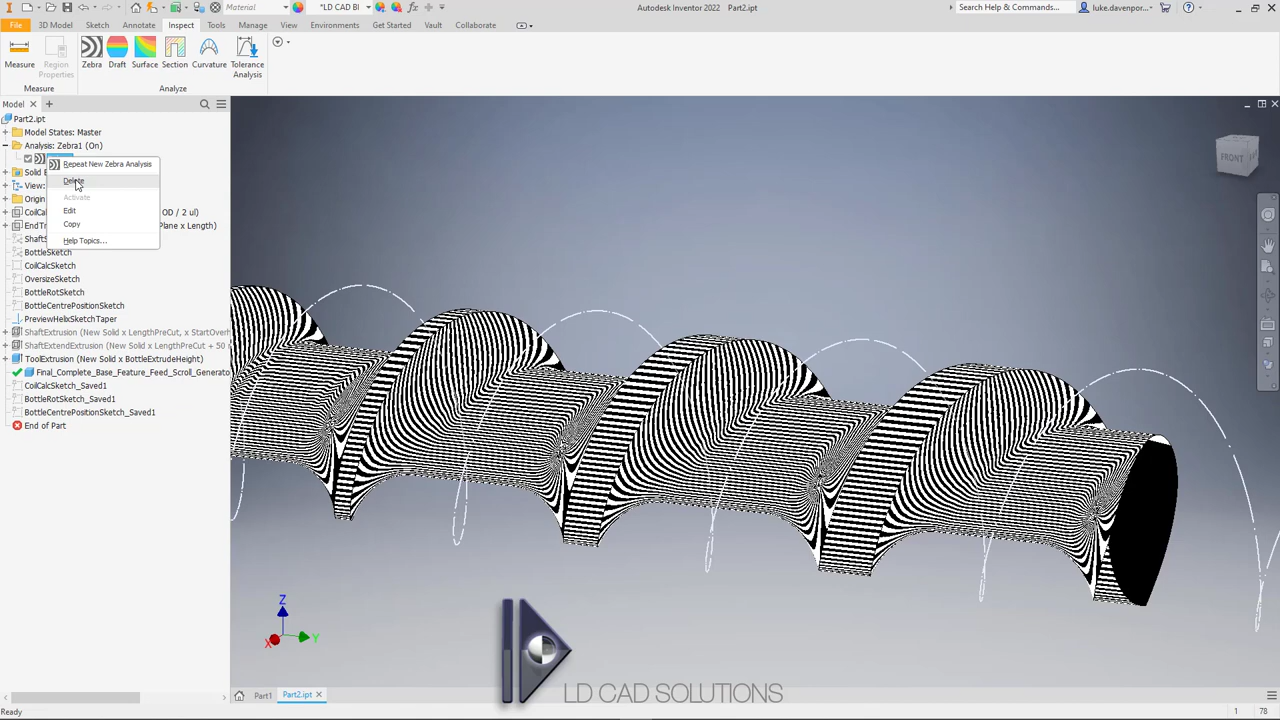 Material
*LD CAD Bl
Autodesk Inventor 2022 Part2.ipt
Search Help & Commands...
luke.davenpor...
File 3D Model Sketch Annotate Inspect Tools Manage View Environments Get Started Vault Collaborate
Measure Region Properties Zebra Draft Surface Section Curvature Tolerance Analysis
Measure Analyze
Model
Part2.ipt
Model States: Master
Analysis: Zebra1 (On)
Repeat New Zebra Analysis
Delete
Activate
Edit
Copy
Help Topics...
Solid
View:
Origin
CoilCal OD / 2 ul)
EndTr Plane x Length)
ShaftS
BottleSketch
CoilCalcSketch
OversizeSketch
BottleRotSketch
BottleCentrePositionSketch
PreviewHelixSketchTaper
ShaftExtrusion (New Solid x LengthPreCut, x StartOverl
ShaftExtendExtrusion (New Solid x LengthPreCut + 50
ToolExtrusion (New Solid x BottleExtrudeHeight)
Final_Complete_Base_Feature_Feed_Scroll_Generato
CoilCalcSketch_Saved1
BottleRotSketch_Saved1
BottleCentrePositionSketch_Saved1
End of Part
FRONT
Z
X
Y
LD CAD SOLUTIONS
Part1 Part2.ipt
Ready
1 78